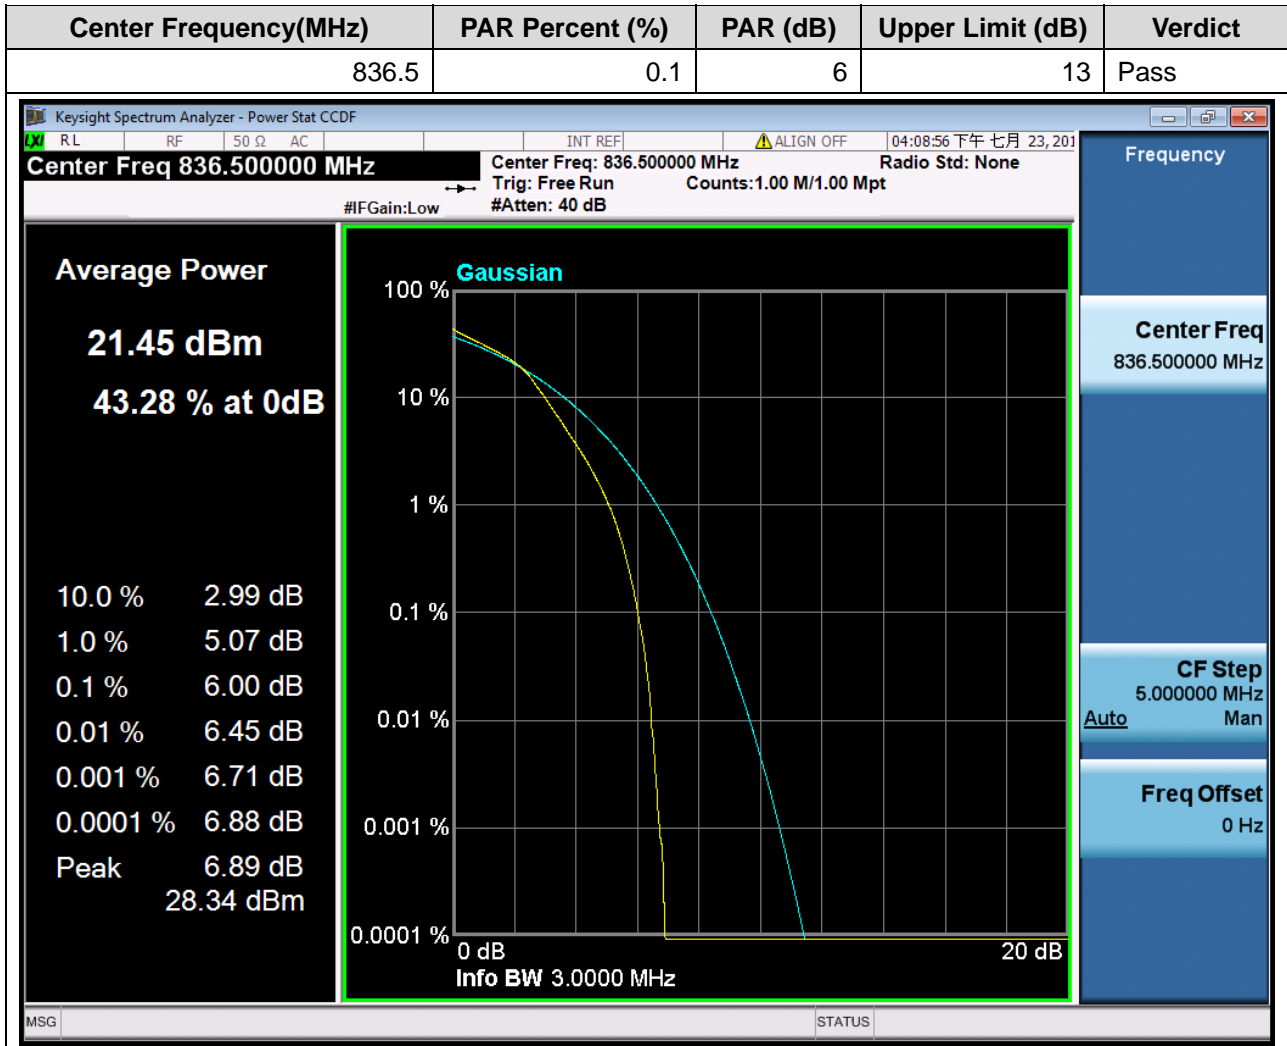 Center Frequency(MHz) PAR Percent (%) PAR (dB) Upper Limit (dB) Verdict
836.5 0.1 6 13 Pass
Keysight Spectrum Analyzer - Power Stat CCDF
LXI RL RF 50 Ω AC INT REF ALIGN OFF 04:08:56 下午 七月 23, 201
Center Freq 836.500000 MHz
Center Freq: 836.500000 MHz Radio Std: None
Trig: Free Run Counts:1.00 M/1.00 Mpt
#IFGain:Low #Atten: 40 dB
Average Power
21.45 dBm
43.28 % at 0dB
10.0 % 2.99 dB
1.0 % 5.07 dB
0.1 % 6.00 dB
0.01 % 6.45 dB
0.001 % 6.71 dB
0.0001 % 6.88 dB
Peak 6.89 dB
28.34 dBm
Gaussian
100 %
10 %
1 %
0.1 %
0.01 %
0.001 %
0.0001 %
0 dB 20 dB
Info BW 3.0000 MHz
Frequency
Center Freq
836.500000 MHz
CF Step
5.000000 MHz
Auto Man
Freq Offset
0 Hz
MSG STATUS